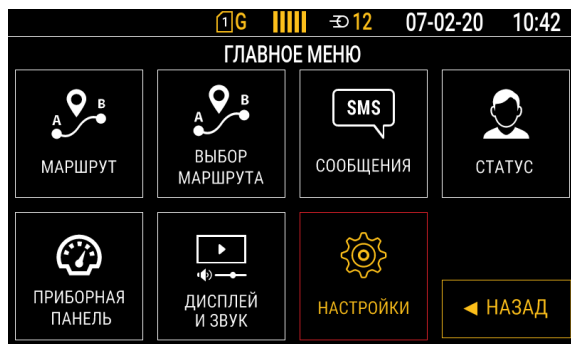 1 G 12 07-02-20 10:42
ГЛАВНОЕ МЕНЮ
A B
МАРШРУТ
A B
ВЫБОР
МАРШРУТА
SMS
СООБЩЕНИЯ
СТАТУС
ПРИБОРНАЯ
ПАНЕЛЬ
ДИСПЛЕЙ
И ЗВУК
НАСТРОЙКИ
◄ НАЗАД